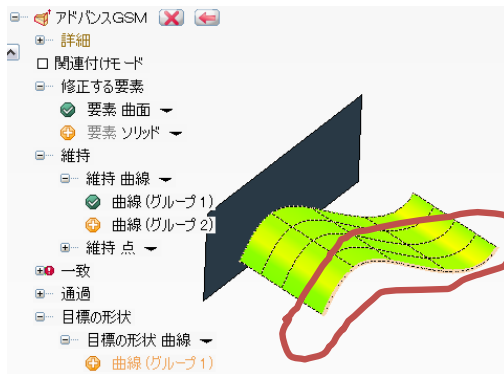 アドバンスGSM
詳細
関連付けモード
修正する要素
要素 曲面
要素 ソリッド
維持
維持 曲線
曲線(グループ1)
曲線(グループ2)
維持 点
一致
通過
目標の形状
目標の形状 曲線
曲線(グループ1)